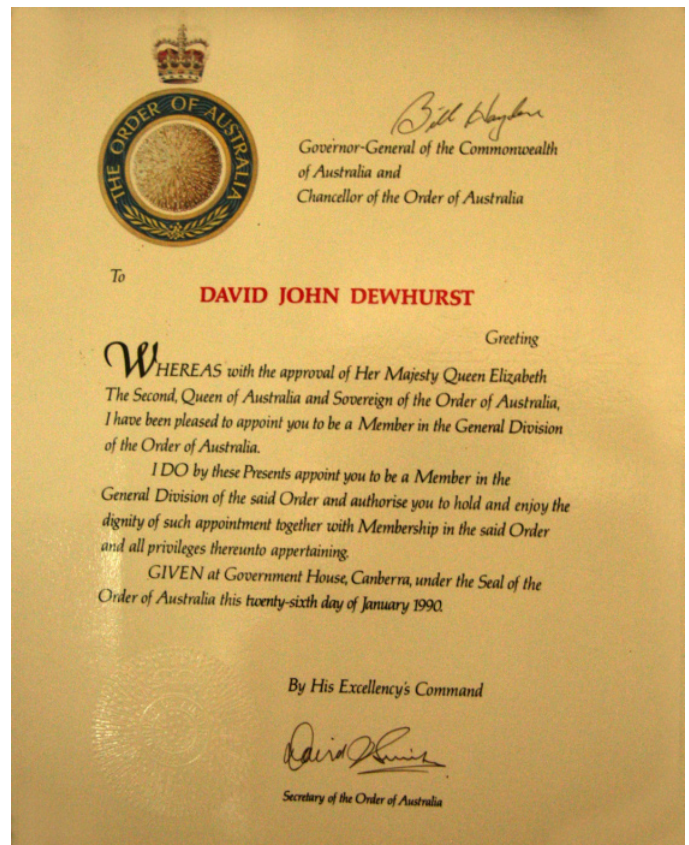 THE ORDER OF AUSTRALIA
Bill Hayden
Governor-General of the Commonwealth
of Australia and
Chancellor of the Order of Australia
To
DAVID JOHN DEWHURST
Greeting
WHEREAS with the approval of Her Majesty Queen Elizabeth
The Second, Queen of Australia and Sovereign of the Order of Australia,
I have been pleased to appoint you to be a Member in the General Division
of the Order of Australia.
I DO by these Presents appoint you to be a Member in the
General Division of the said Order and authorise you to hold and enjoy the
dignity of such appointment together with Membership in the said Order
and all privileges thereunto appertaining.
GIVEN at Government House, Canberra, under the Seal of the
Order of Australia this twenty-sixth day of January 1990.
By His Excellency's Command
David Smith
Secretary of the Order of Australia